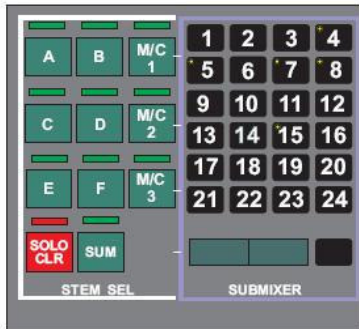 A B M/C 1
C D M/C 2
E F M/C 3
SOLO CLR SUM
STEM SEL
1 2 3 4
5 6 7 8
9 10 11 12
13 14 15 16
17 18 19 20
21 22 23 24
SUBMIXER